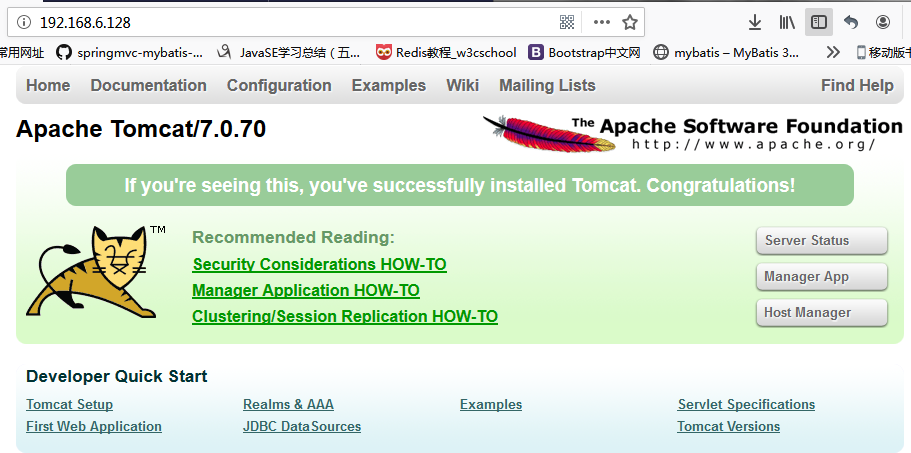 192.168.6.128
常用网址 springmvc-mybatis-... JavaSE学习总结（五... Redis教程_w3cschool Bootstrap中文网 mybatis – MyBatis 3... 移动版书
Home Documentation Configuration Examples Wiki Mailing Lists Find Help
Apache Tomcat/7.0.70
The Apache Software Foundation
http://www.apache.org/
If you're seeing this, you've successfully installed Tomcat. Congratulations!
TM
Recommended Reading:
Security Considerations HOW-TO
Manager Application HOW-TO
Clustering/Session Replication HOW-TO
Server Status
Manager App
Host Manager
Developer Quick Start
Tomcat Setup Realms & AAA Examples Servlet Specifications
First Web Application JDBC DataSources Tomcat Versions